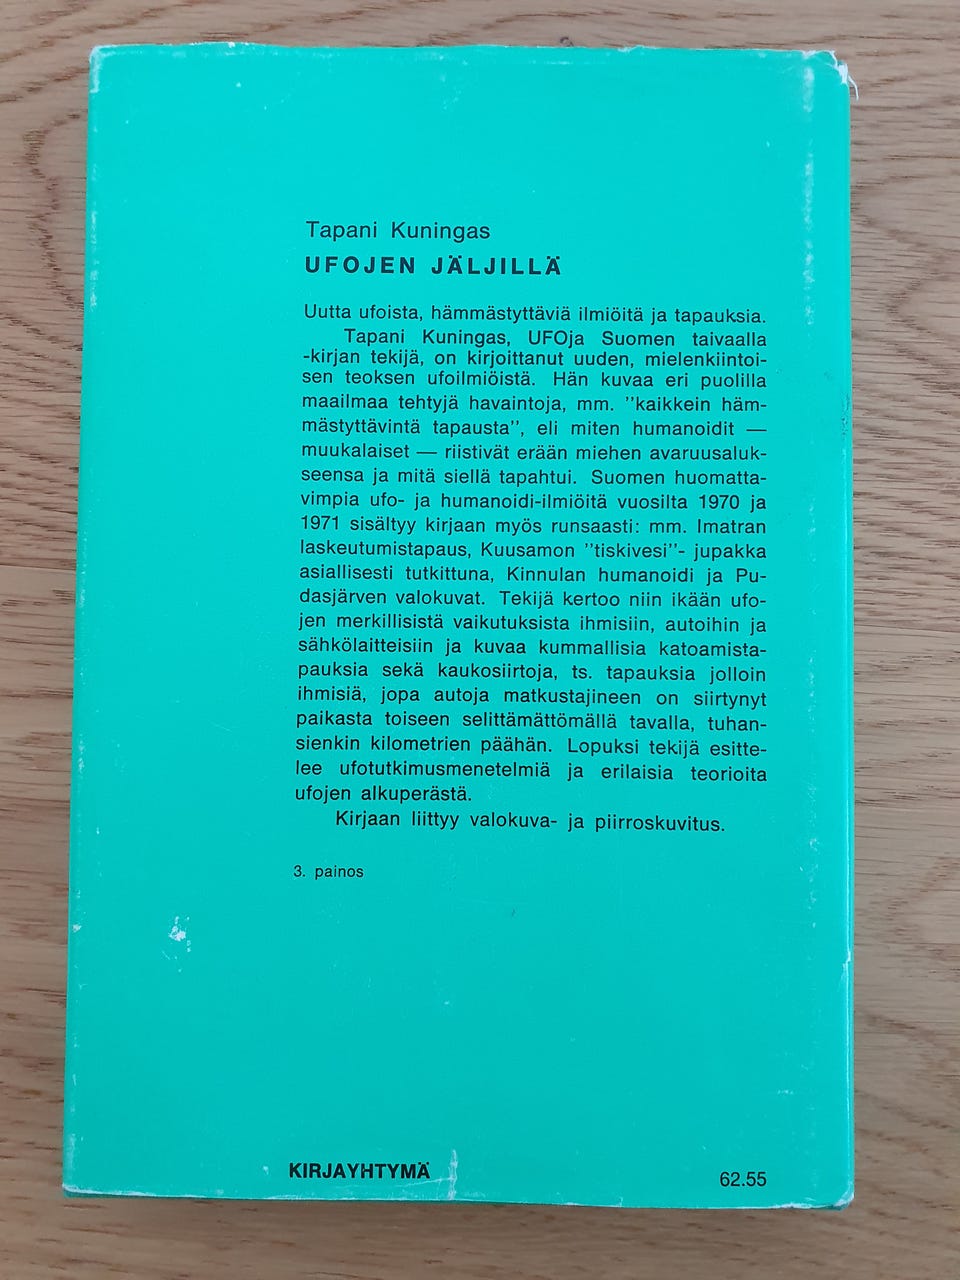 Tapani Kuningas
UFOJEN JÄLJILLÄ
Uutta ufoista, hämmästyttäviä ilmiöitä ja tapauksia.
Tapani Kuningas, UFOja Suomen taivaalla
-kirjan tekijä, on kirjoittanut uuden, mielenkiintoi-
sen teoksen ufoilmiöistä. Hän kuvaa eri puolilla
maailmaa tehtyjä havaintoja, mm. ''kaikkein häm-
mästyttävintä tapausta'', eli miten humanoidit —
muukalaiset — riistivät erään miehen avaruusaluk-
seensa ja mitä siellä tapahtui. Suomen huomatta-
vimpia ufo- ja humanoidi-ilmiöitä vuosilta 1970 ja
1971 sisältyy kirjaan myös runsaasti: mm. Imatran
laskeutumistapaus, Kuusamon ''tiskivesi''- jupakka
asiallisesti tutkittuna, Kinnulan humanoidi ja Pu-
dasjärven valokuvat. Tekijä kertoo niin ikään ufo-
jen merkillisistä vaikutuksista ihmisiin, autoihin ja
sähkölaitteisiin ja kuvaa kummallisia katoamista-
pauksia sekä kaukosiirtoja, ts. tapauksia jolloin
ihmisiä, jopa autoja matkustajineen on siirtynyt
paikasta toiseen selittämättömällä tavalla, tuhan-
sienkin kilometrien päähän. Lopuksi tekijä esitte-
lee ufotutkimusmenetelmiä ja erilaisia teorioita
ufojen alkuperästä.
Kirjaan liittyy valokuva- ja piirroskuvitus.
3. painos
KIRJAYHTYMÄ
62.55